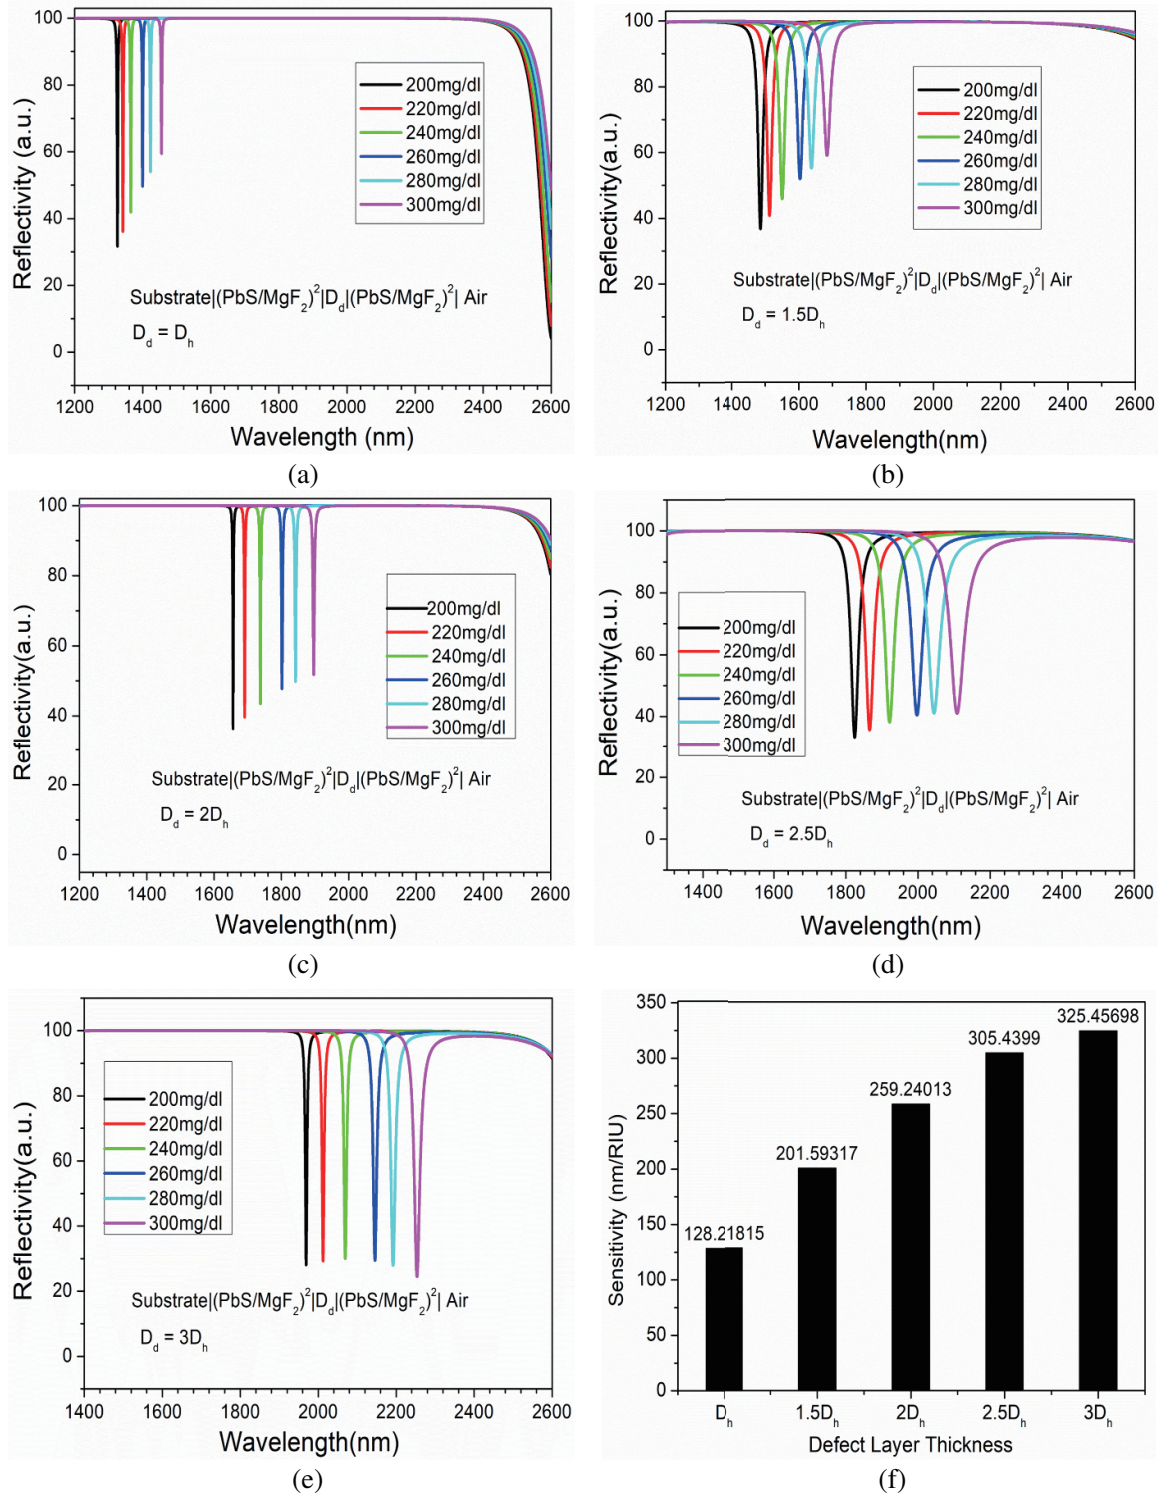 Reflectivity (a.u.)
100
80
60
40
20
0
200mg/dl
220mg/dl
240mg/dl
260mg/dl
280mg/dl
300mg/dl
Substrate|(PbS/MgF2)2|Dd|(PbS/MgF2)2| Air
Dd = Dh
1200 1400 1600 1800 2000 2200 2400 2600
Wavelength (nm)
(a)
Reflectivity(a.u.)
100
80
60
40
20
0
200mg/dl
220mg/dl
240mg/dl
260mg/dl
280mg/dl
300mg/dl
Substrate|(PbS/MgF2)2|Dd|(PbS/MgF2)2| Air
Dd = 1.5Dh
1200 1400 1600 1800 2000 2200 2400 2600
Wavelength(nm)
(b)
Reflectivity(a.u.)
100
80
60
40
20
0
200mg/dl
220mg/dl
240mg/dl
260mg/dl
280mg/dl
300mg/dl
Substrate|(PbS/MgF2)2|Dd|(PbS/MgF2)2| Air
Dd = 2Dh
1200 1400 1600 1800 2000 2200 2400 2600
Wavelength(nm)
(c)
Reflectivity(a.u.)
100
80
60
40
20
0
200mg/dl
220mg/dl
240mg/dl
260mg/dl
280mg/dl
300mg/dl
Substrate|(PbS/MgF2)2|Dd|(PbS/MgF2)2| Air
Dd = 2.5Dh
1400 1600 1800 2000 2200 2400 2600
Wavelength(nm)
(d)
Reflectivity(a.u.)
100
80
60
40
20
0
200mg/dl
220mg/dl
240mg/dl
260mg/dl
280mg/dl
300mg/dl
Substrate|(PbS/MgF2)2|Dd|(PbS/MgF2)2| Air
Dd = 3Dh
1400 1600 1800 2000 2200 2400 2600
Wavelength(nm)
(e)
Sensitivity (nm/RIU)
350
300
250
200
150
100
50
0
128.21815
201.59317
259.24013
305.4399
325.45698
Dh 1.5Dh 2Dh 2.5Dh 3Dh
Defect Layer Thickness
(f)